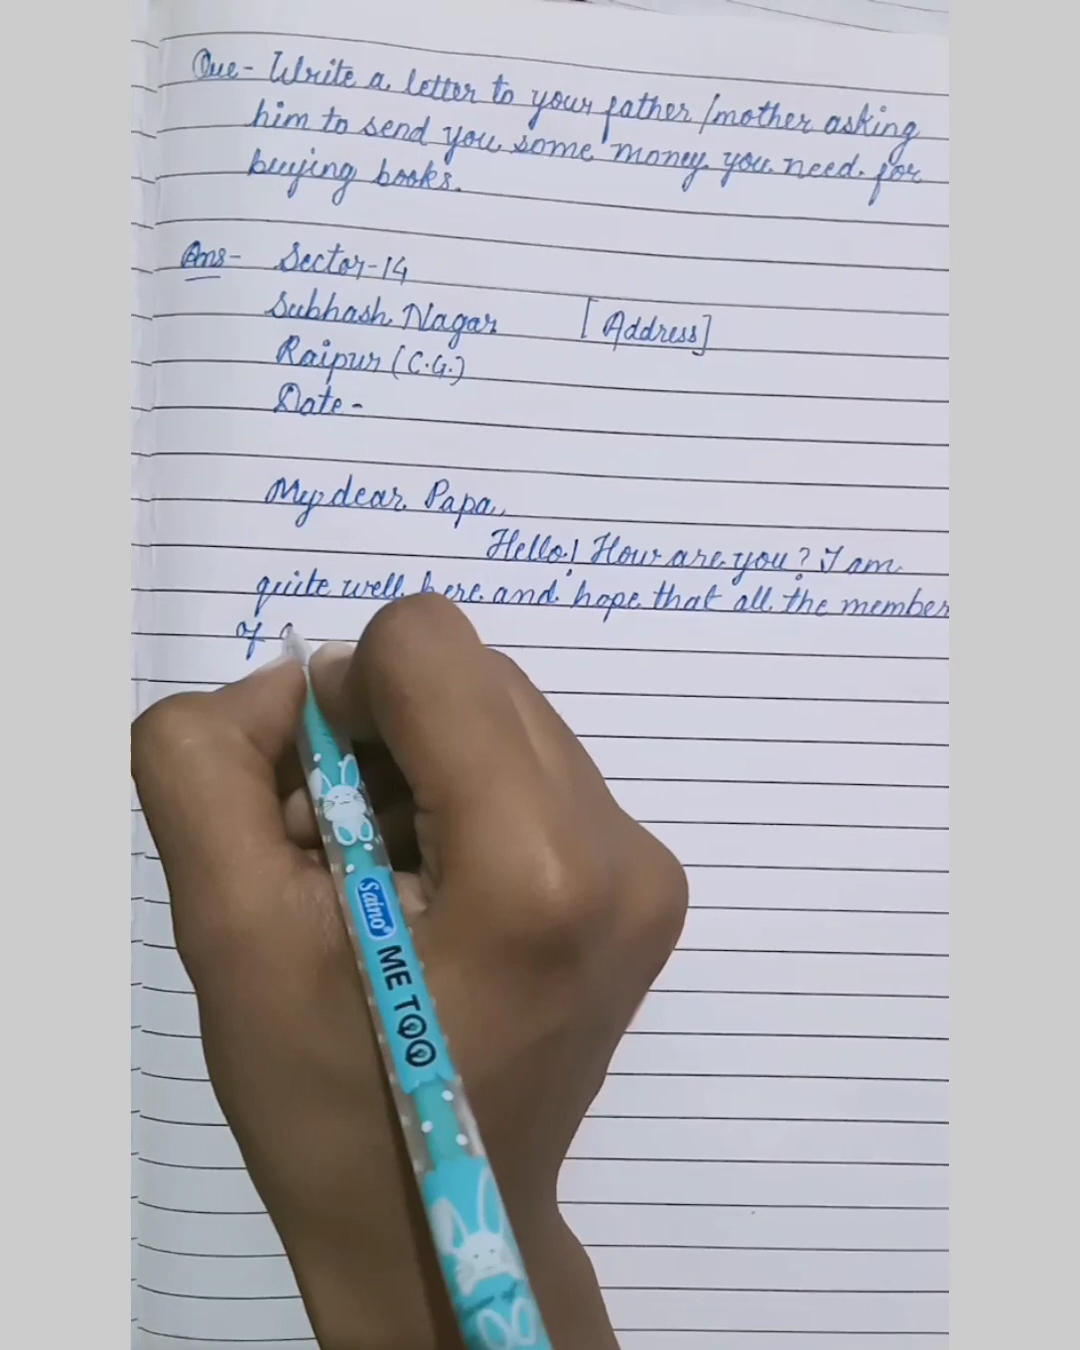 Que- Write a letter to your father/mother asking
him to send you some money you need for
buying books.
Ans- Sector-14
Subhash Nagar [Address]
Raipur (C.G.)
Date-
My dear Papa,
Hello! How are you? I am
quite well here and hope that all the member
of
Saino
ME TOO